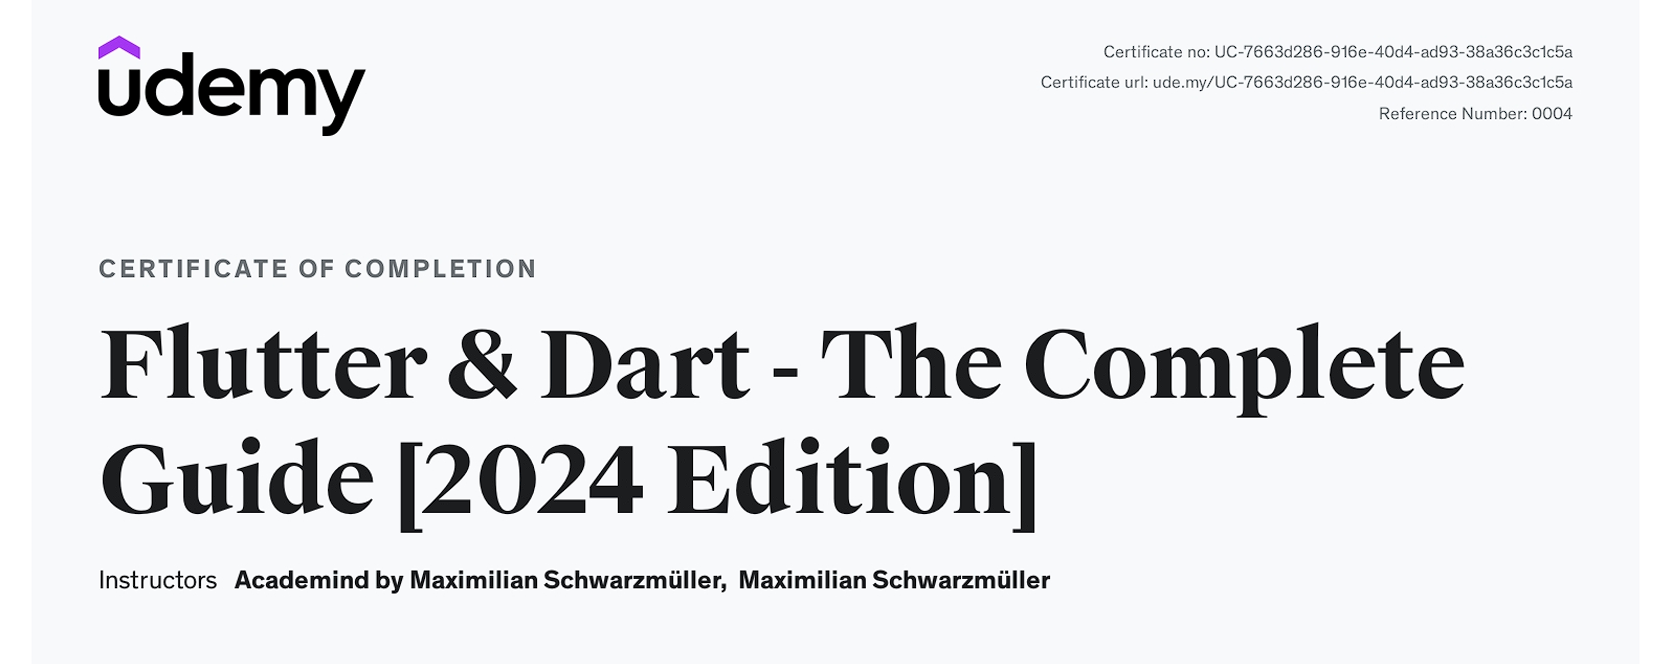 udemy
Certificate no: UC-7663d286-916e-40d4-ad93-38a36c3c1c5a
Certificate url: ude.my/UC-7663d286-916e-40d4-ad93-38a36c3c1c5a
Reference Number: 0004
CERTIFICATE OF COMPLETION
Flutter & Dart - The Complete
Guide [2024 Edition]
Instructors Academind by Maximilian Schwarzmüller, Maximilian Schwarzmüller